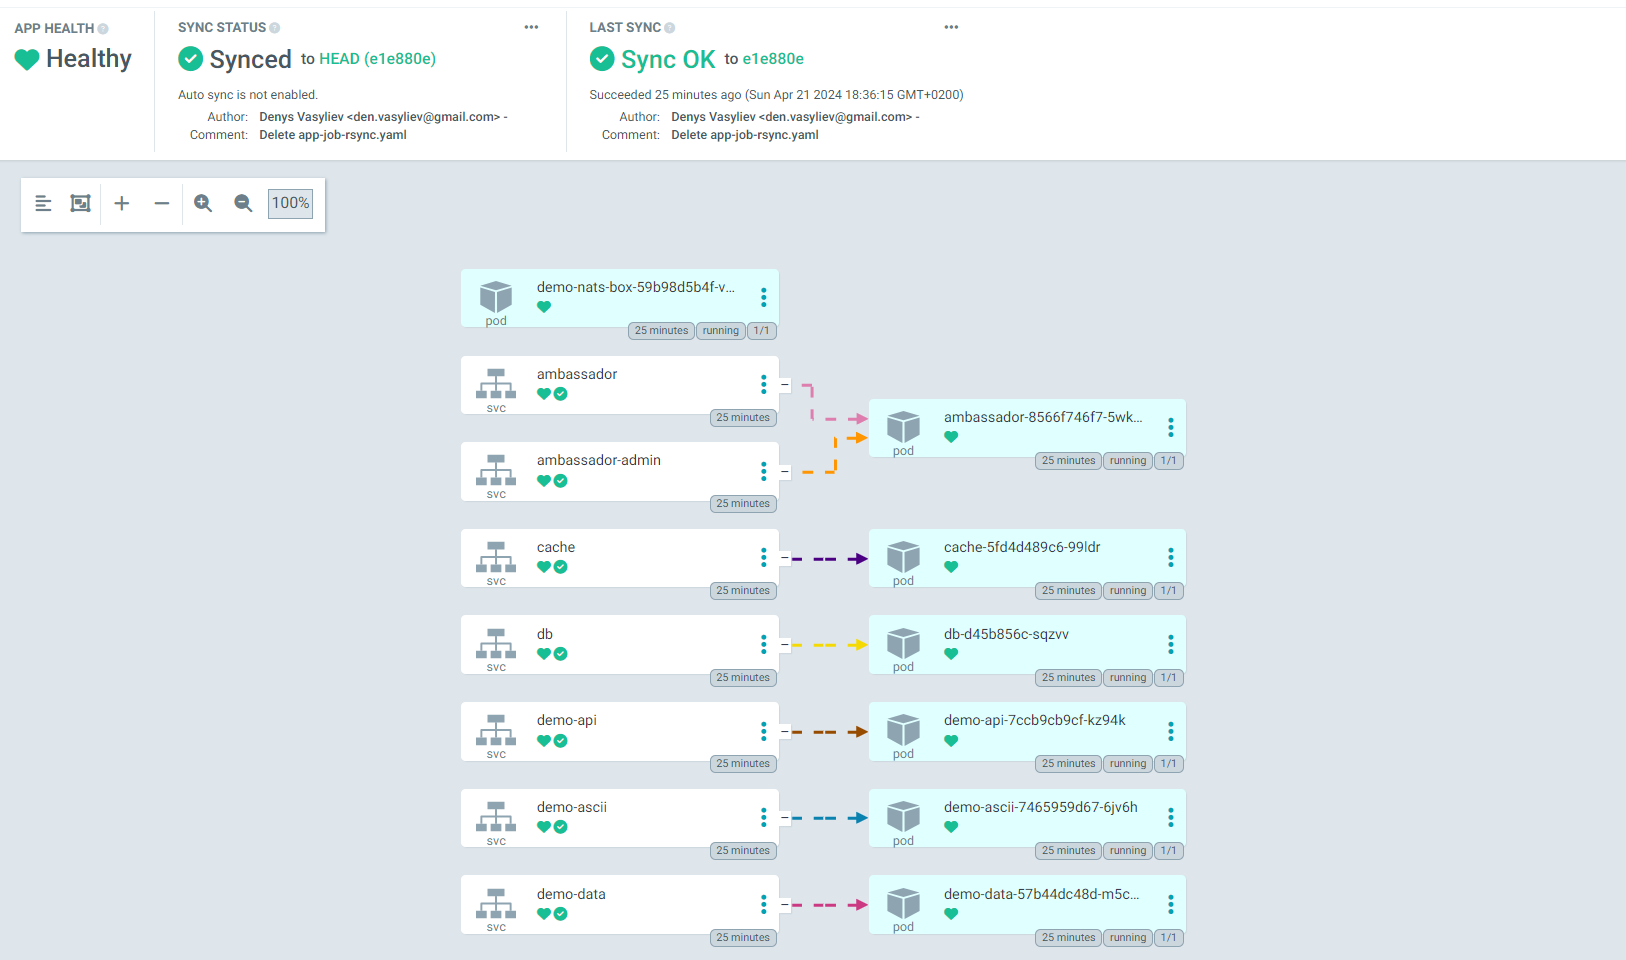 APP HEALTH
Healthy
SYNC STATUS
Synced to HEAD (e1e880e)
Auto sync is not enabled.
Author: Denys Vasyliev <den.vasyliev@gmail.com> -
Comment: Delete app-job-rsync.yaml
LAST SYNC
Sync OK to e1e880e
Succeeded 25 minutes ago (Sun Apr 21 2024 18:36:15 GMT+0200)
Author: Denys Vasyliev <den.vasyliev@gmail.com> -
Comment: Delete app-job-rsync.yaml
100%
demo-nats-box-59b98d5b4f-v...
pod
25 minutes running 1/1
ambassador
svc
25 minutes
ambassador-8566f746f7-5wk...
pod
25 minutes running 1/1
ambassador-admin
svc
25 minutes
cache
svc
25 minutes
cache-5fd4d489c6-99ldr
pod
25 minutes running 1/1
db
svc
25 minutes
db-d45b856c-sqzvv
pod
25 minutes running 1/1
demo-api
svc
25 minutes
demo-api-7ccb9cb9cf-kz94k
pod
25 minutes running 1/1
demo-ascii
svc
25 minutes
demo-ascii-7465959d67-6jv6h
pod
25 minutes running 1/1
demo-data
svc
25 minutes
demo-data-57b44dc48d-m5c...
pod
25 minutes running 1/1